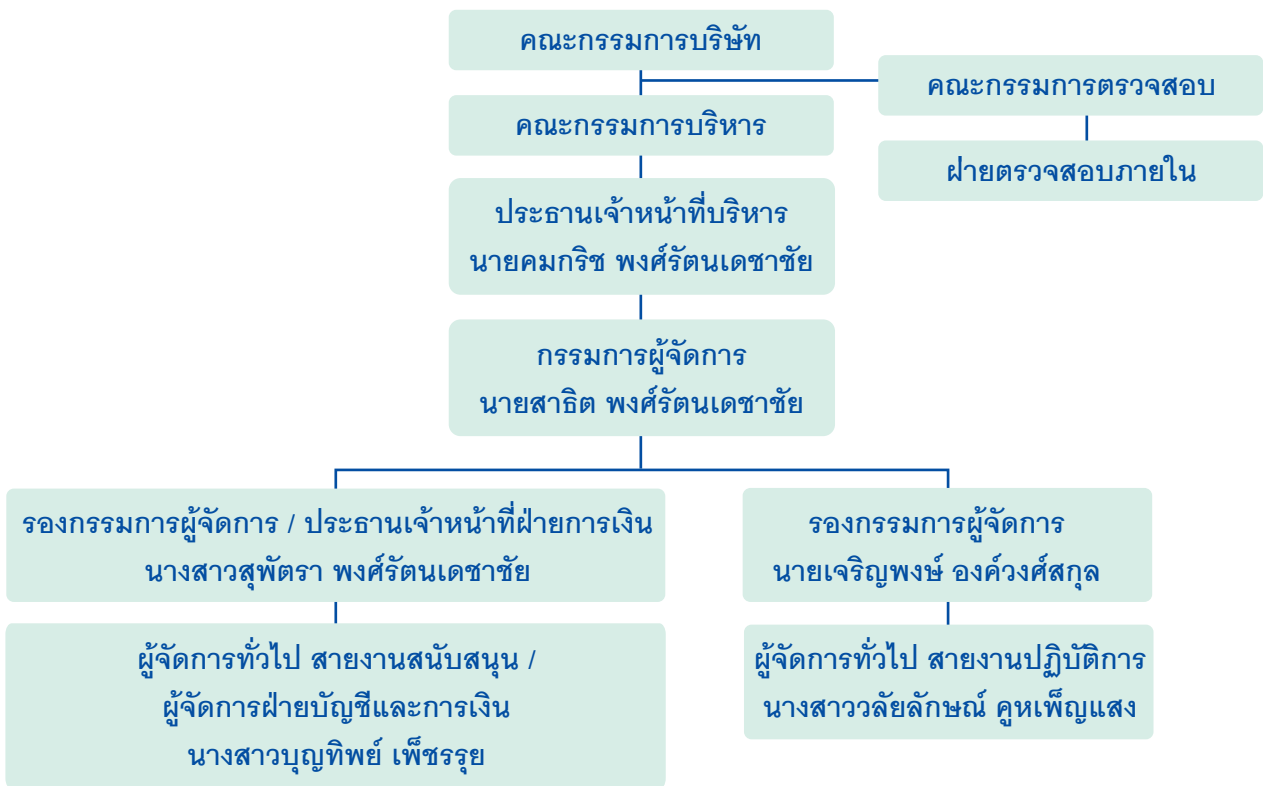 คณะกรรมการบริษัท
คณะกรรมการตรวจสอบ
คณะกรรมการบริหาร
ฝ่ายตรวจสอบภายใน
ประธานเจ้าหน้าที่บริหาร
นายคมกริช พงศ์รัตนเดชาชัย
กรรมการผู้จัดการ
นายสาธิต พงศ์รัตนเดชาชัย
รองกรรมการผู้จัดการ / ประธานเจ้าหน้าที่ฝ่ายการเงิน
นางสาวสุพัตรา พงศ์รัตนเดชาชัย
รองกรรมการผู้จัดการ
นายเจริญพงษ์ องค์วงศ์สกุล
ผู้จัดการทั่วไป สายงานสนับสนุน /
ผู้จัดการฝ่ายบัญชีและการเงิน
นางสาวบุญทิพย์ เพ็ชรรุย
ผู้จัดการทั่วไป สายงานปฏิบัติการ
นางสาววลัยลักษณ์ คูหเพ็ญแสง